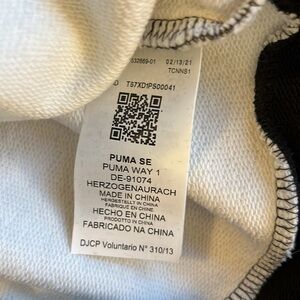 532669-01 02/13/21
TCNNS1
D T57XD1PS00041
PUMA SE
PUMA WAY 1
DE-91074
HERZOGENAURACH
MADE IN CHINA
HERGESTELLT IN CHINA
FABRIQUÉ EN CHINE
HECHO EN CHINA
PRODOTTO IN CHINA
FABRICADO NA CHINA
DJCP Voluntario N° 310/13